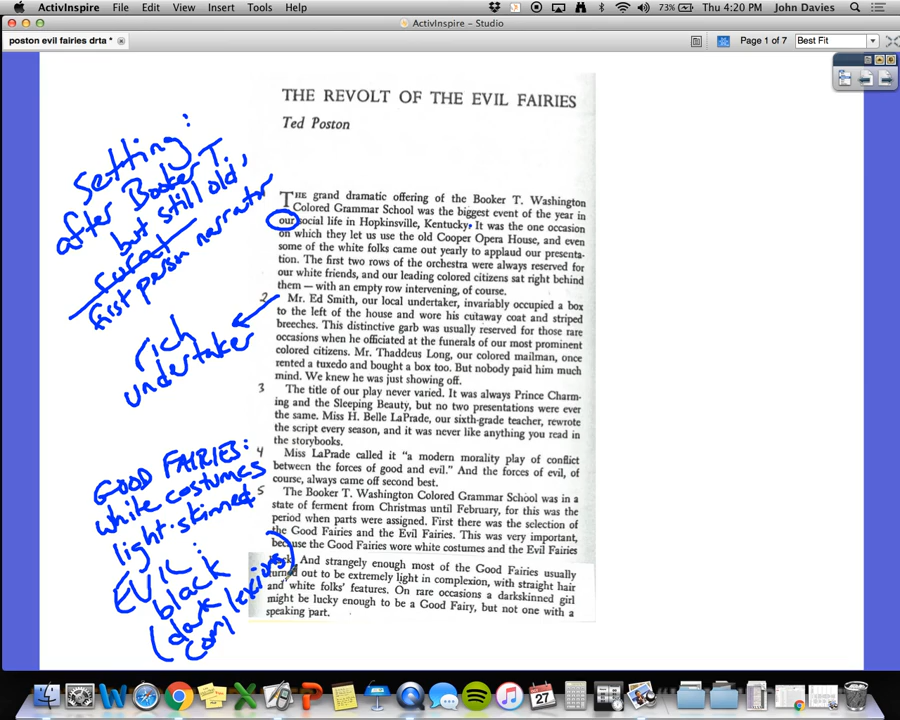 ActivInspire File Edit View Insert Tools Help 73% Thu 4:20 PM John Davies
ActivInspire - Studio
poston evil fairies drta * Page 1 of 7 Best Fit
THE REVOLT OF THE EVIL FAIRIES
Ted Poston
THE grand dramatic offering of the Booker T. Washington
Colored Grammar School was the biggest event of the year in
our social life in Hopkinsville, Kentucky. It was the one occasion
on which they let us use the old Cooper Opera House, and even
some of the white folks came out yearly to applaud our presenta-
tion. The first two rows of the orchestra were always reserved for
our white friends, and our leading colored citizens sat right behind
them — with an empty row intervening, of course.
2
Mr. Ed Smith, our local undertaker, invariably occupied a box
to the left of the house and wore his cutaway coat and striped
breeches. This distinctive garb was usually reserved for those rare
occasions when he officiated at the funerals of our most prominent
colored citizens. Mr. Thaddeus Long, our colored mailman, once
rented a tuxedo and bought a box too. But nobody paid him much
mind. We knew he was just showing off.
3
The title of our play never varied. It was always Prince Charm-
ing and the Sleeping Beauty, but no two presentations were ever
the same. Miss H. Belle LaPrade, our sixth-grade teacher, rewrote
the script every season, and it was never like anything you read in
the storybooks.
4
Miss LaPrade called it “a modern morality play of conflict
between the forces of good and evil.” And the forces of evil, of
course, always came off second best.
5
The Booker T. Washington Colored Grammar School was in a
state of ferment from Christmas until February, for this was the
period when parts were assigned. First there was the selection of
the Good Fairies and the Evil Fairies. This was very important,
because the Good Fairies wore white costumes and the Evil Fairies
And strangely enough most of the Good Fairies usually
turned out to be extremely light in complexion, with straight hair
and white folks' features. On rare occasions a darkskinned girl
might be lucky enough to be a Good Fairy, but not one with a
speaking part.
Setting:
after Booker T.
but still old,
rural
first person narrator
rich
undertaker
GOOD FAIRIES:
white costumes
light-skinned
EVIL:
black
(dark
complexions)
27